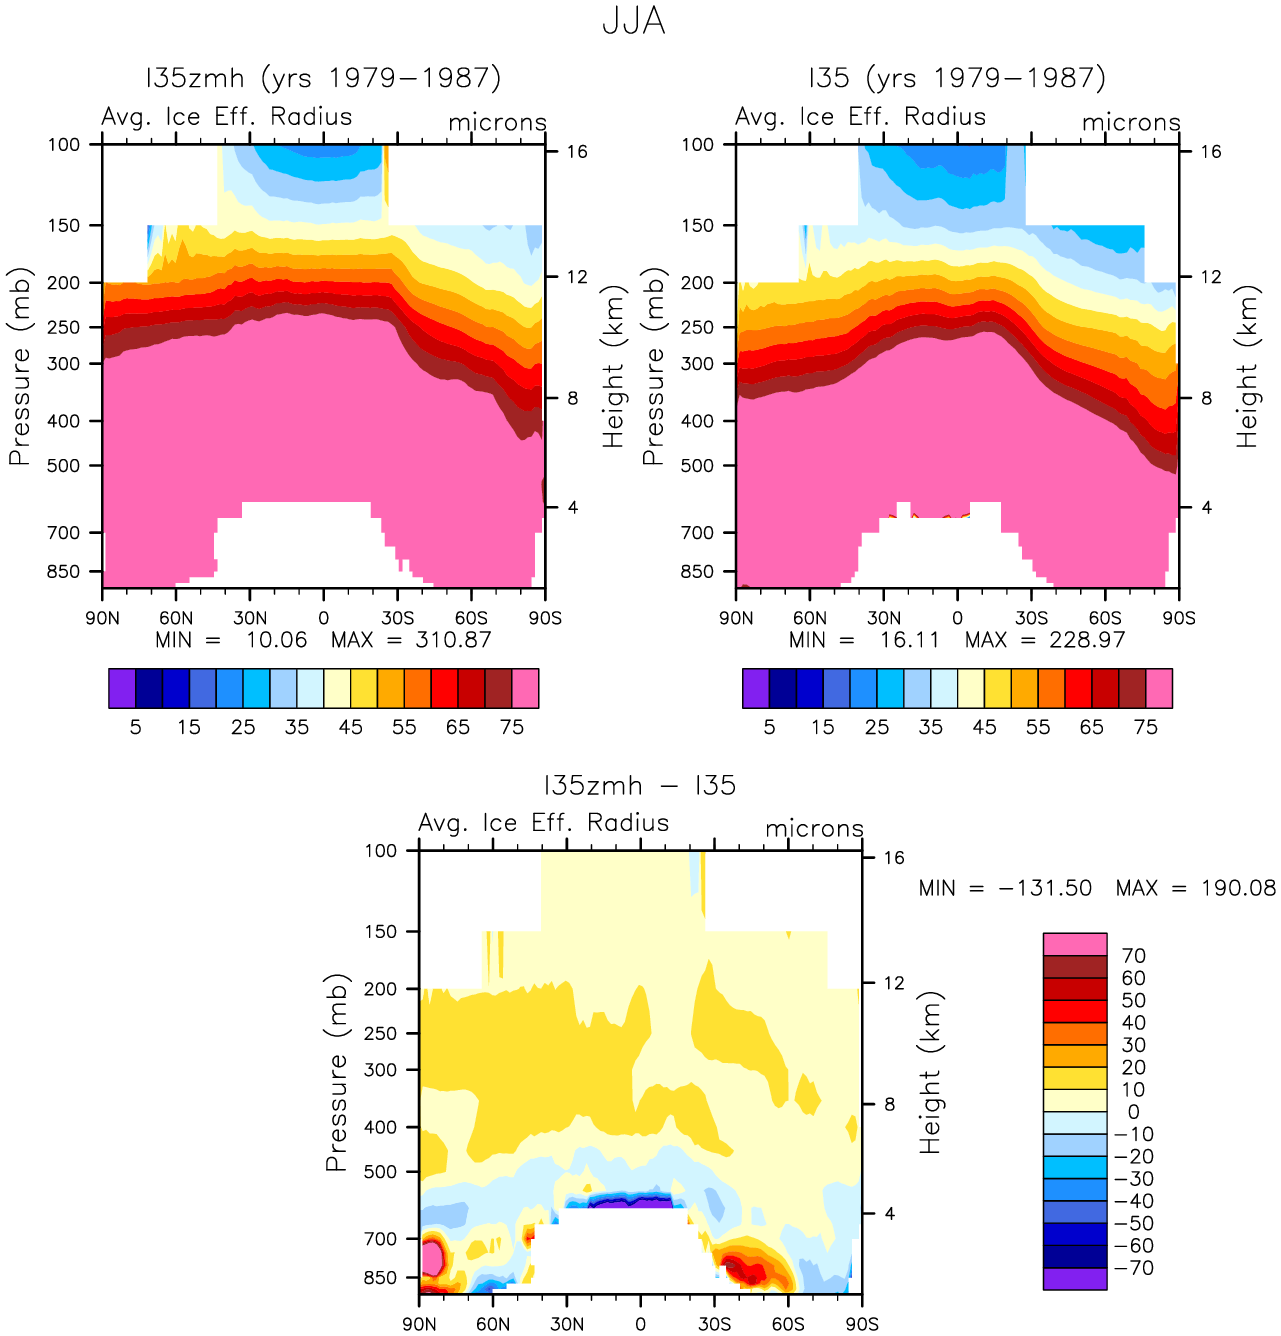 JJA
I35zmh (yrs 1979-1987)
Avg. Ice Eff. Radius microns
100
150
200
250
300
400
500
700
850
Pressure (mb)
16
12
8
4
Height (km)
90N 60N 30N 0 30S 60S 90S
MIN = 10.06 MAX = 310.87
5 15 25 35 45 55 65 75
I35 (yrs 1979-1987)
Avg. Ice Eff. Radius microns
100
150
200
250
300
400
500
700
850
Pressure (mb)
16
12
8
4
Height (km)
90N 60N 30N 0 30S 60S 90S
MIN = 16.11 MAX = 228.97
5 15 25 35 45 55 65 75
I35zmh - I35
Avg. Ice Eff. Radius microns
100
150
200
250
300
400
500
700
850
Pressure (mb)
16
12
8
4
Height (km)
90N 60N 30N 0 30S 60S 90S
MIN = -131.50 MAX = 190.08
70
60
50
40
30
20
10
0
-10
-20
-30
-40
-50
-60
-70